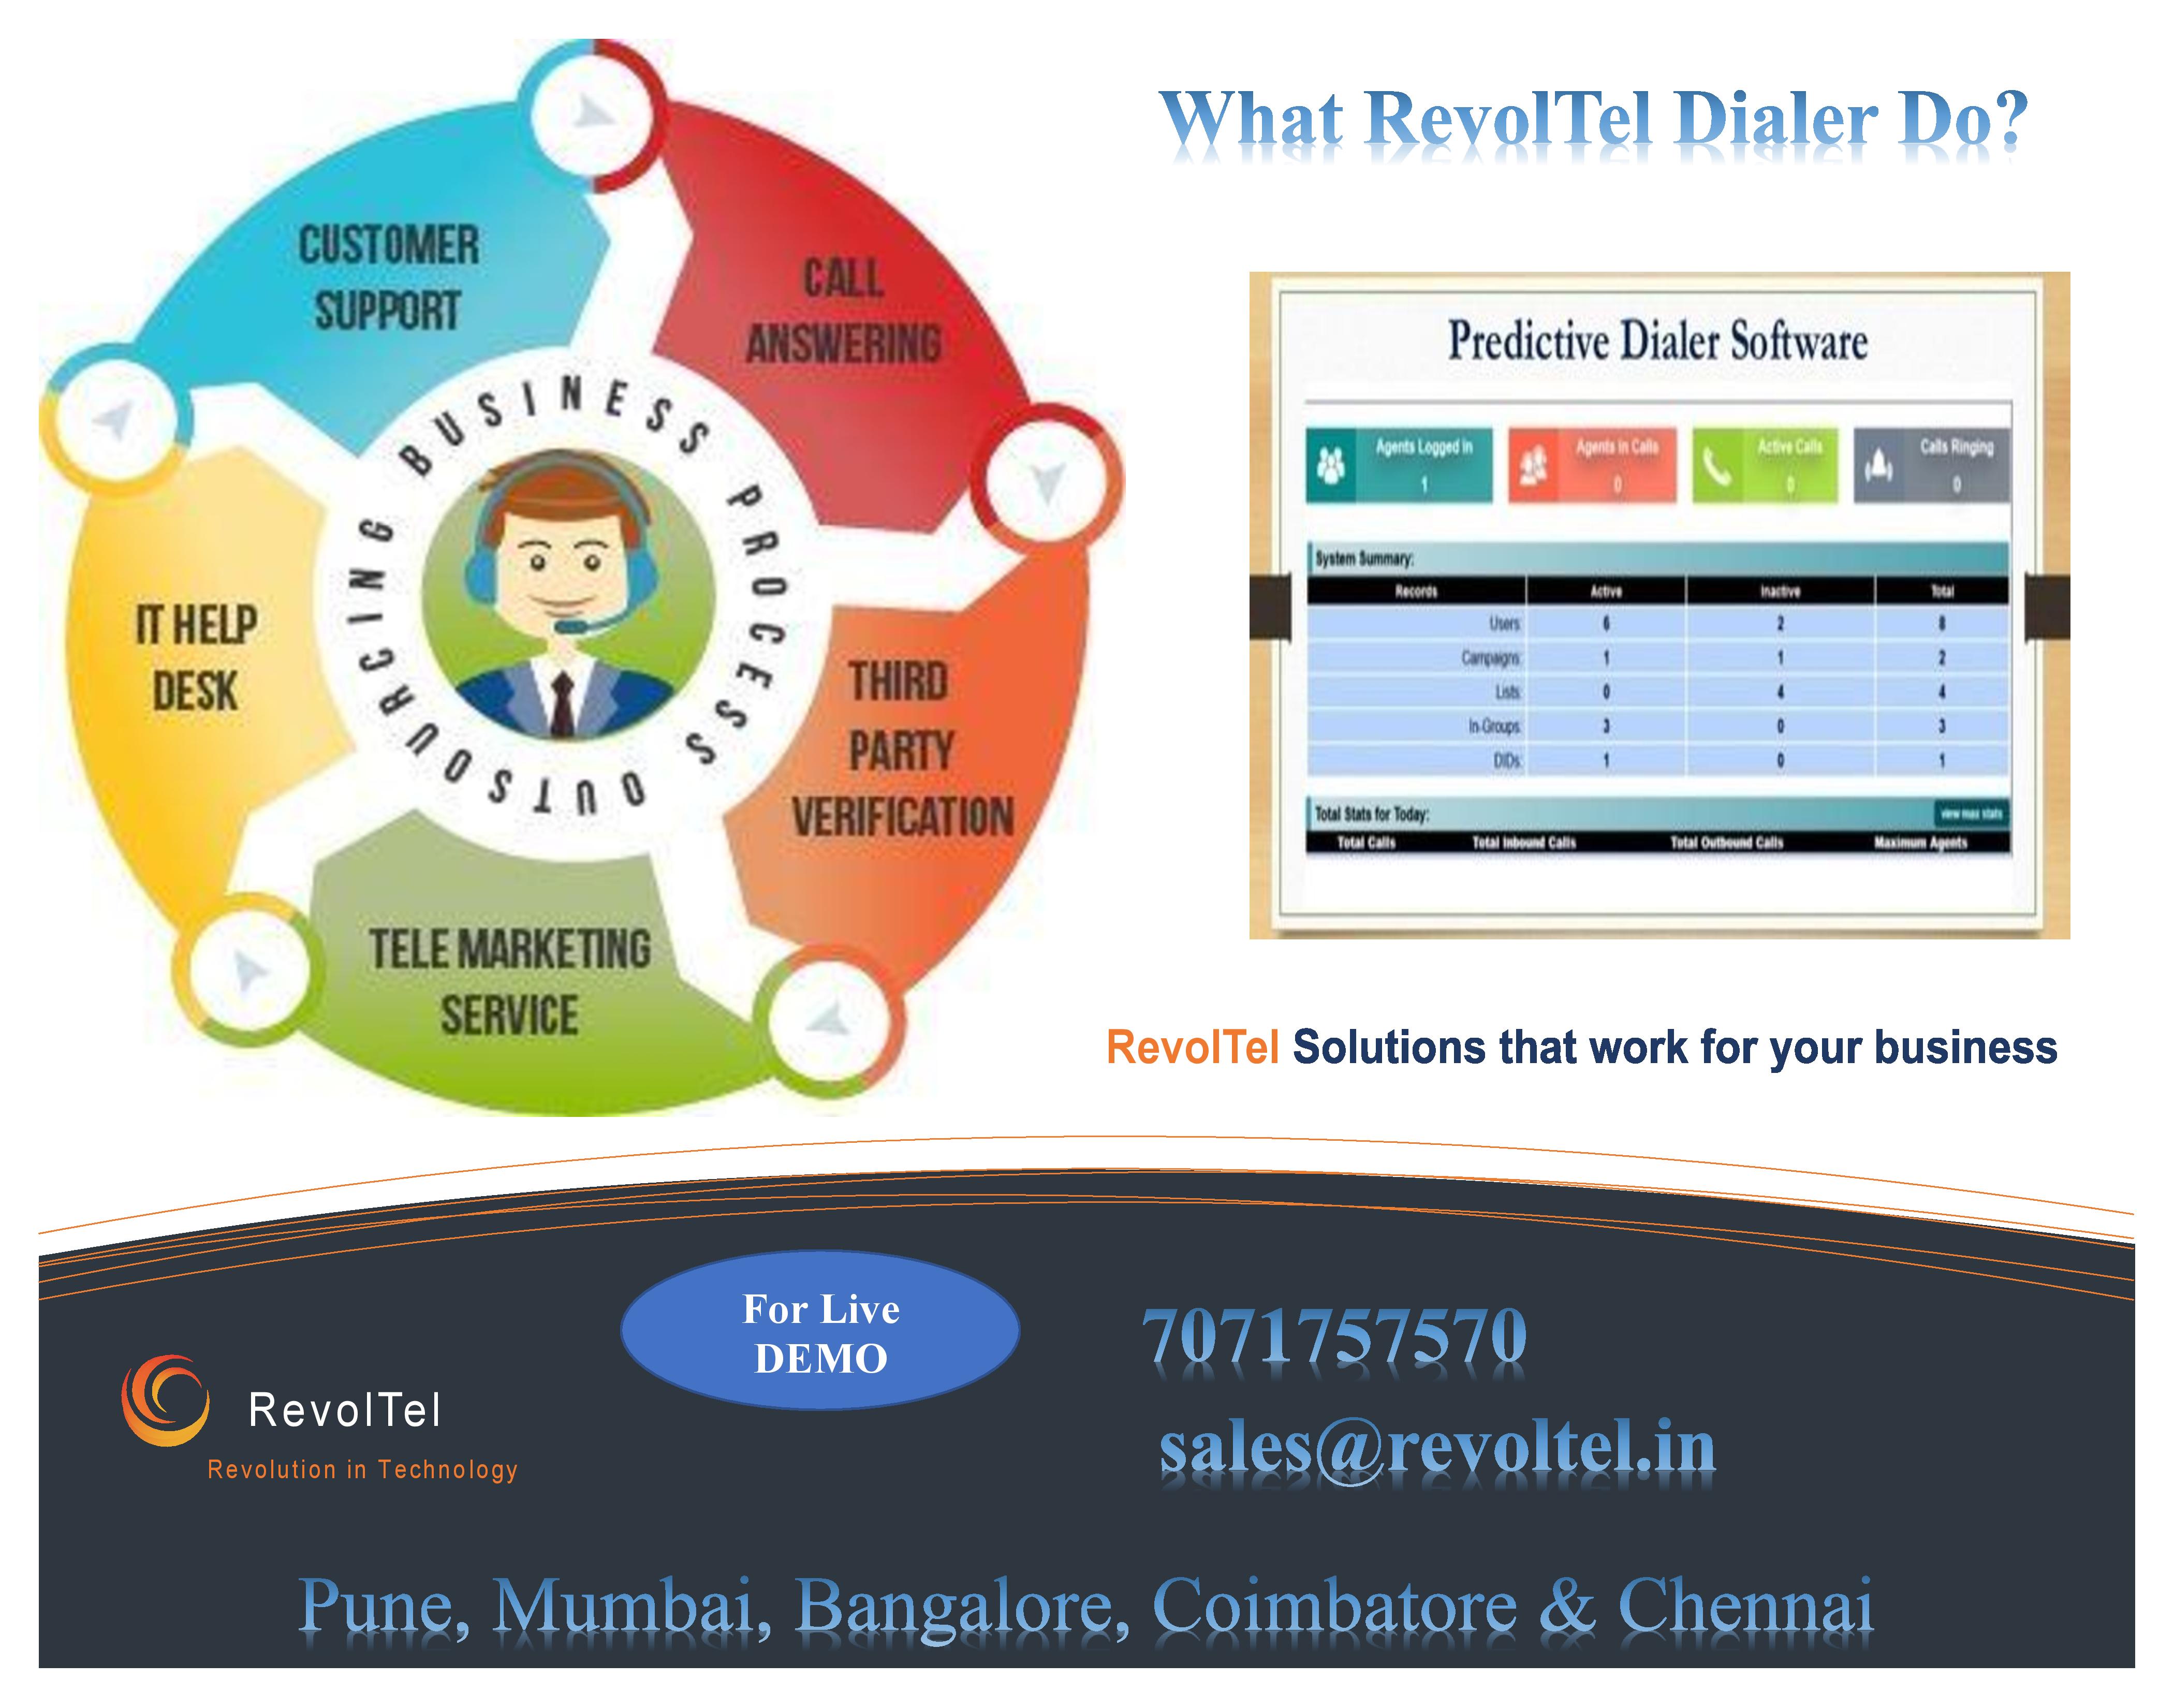 What RevolTel Dialer Do?
CUSTOMER
SUPPORT
CALL
ANSWERING
THIRD
PARTY
VERIFICATION
TELE MARKETING
SERVICE
IT HELP
DESK
BUSINESS PROCESS OUTSOURCING
Predictive Dialer Software
Agents Logged in
1
Agents in Calls
0
Active Calls
0
Calls Ringing
0
System Summary:
Records Active Inactive Total
Users: 6 2 8
Campaigns: 1 1 2
Lists: 0 4 4
In-Groups: 3 0 3
DIDs: 1 0 1
Total Stats for Today: view max stats
Total Calls Total Inbound Calls Total Outbound Calls Maximum Agents
RevolTel Solutions that work for your business
For Live
DEMO
7071757570
sales@revoltel.in
RevolTel
Revolution in Technology
Pune, Mumbai, Bangalore, Coimbatore & Chennai